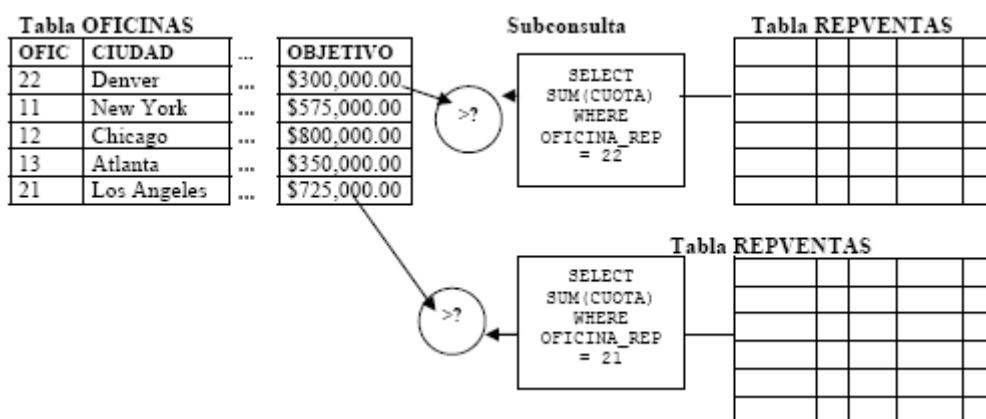 Tabla OFICINAS
Subconsulta
Tabla REPVENTAS
OFIC CIUDAD ... OBJETIVO
22 Denver ... $300,000.00
11 New York ... $575,000.00
12 Chicago ... $800,000.00
13 Atlanta ... $350,000.00
21 Los Angeles ... $725,000.00
>?
SELECT
SUM(CUOTA)
WHERE
OFICINA_REP
= 22
Tabla REPVENTAS
>?
SELECT
SUM(CUOTA)
WHERE
OFICINA_REP
= 21